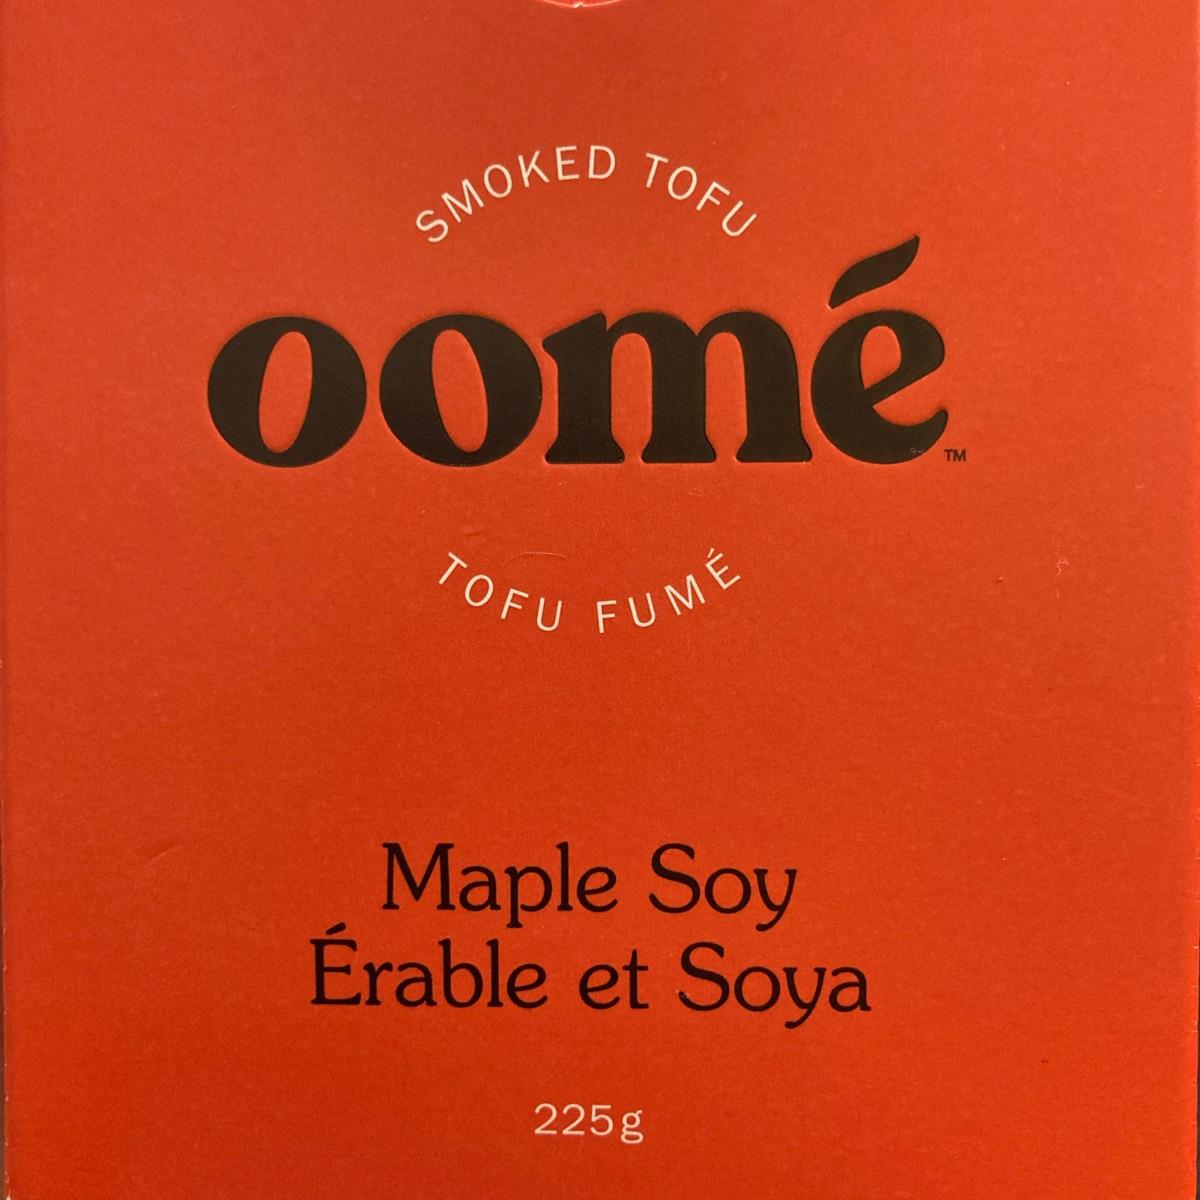 SMOKED TOFU
oomé™
TOFU FUMÉ
Maple Soy
Érable et Soya
225g